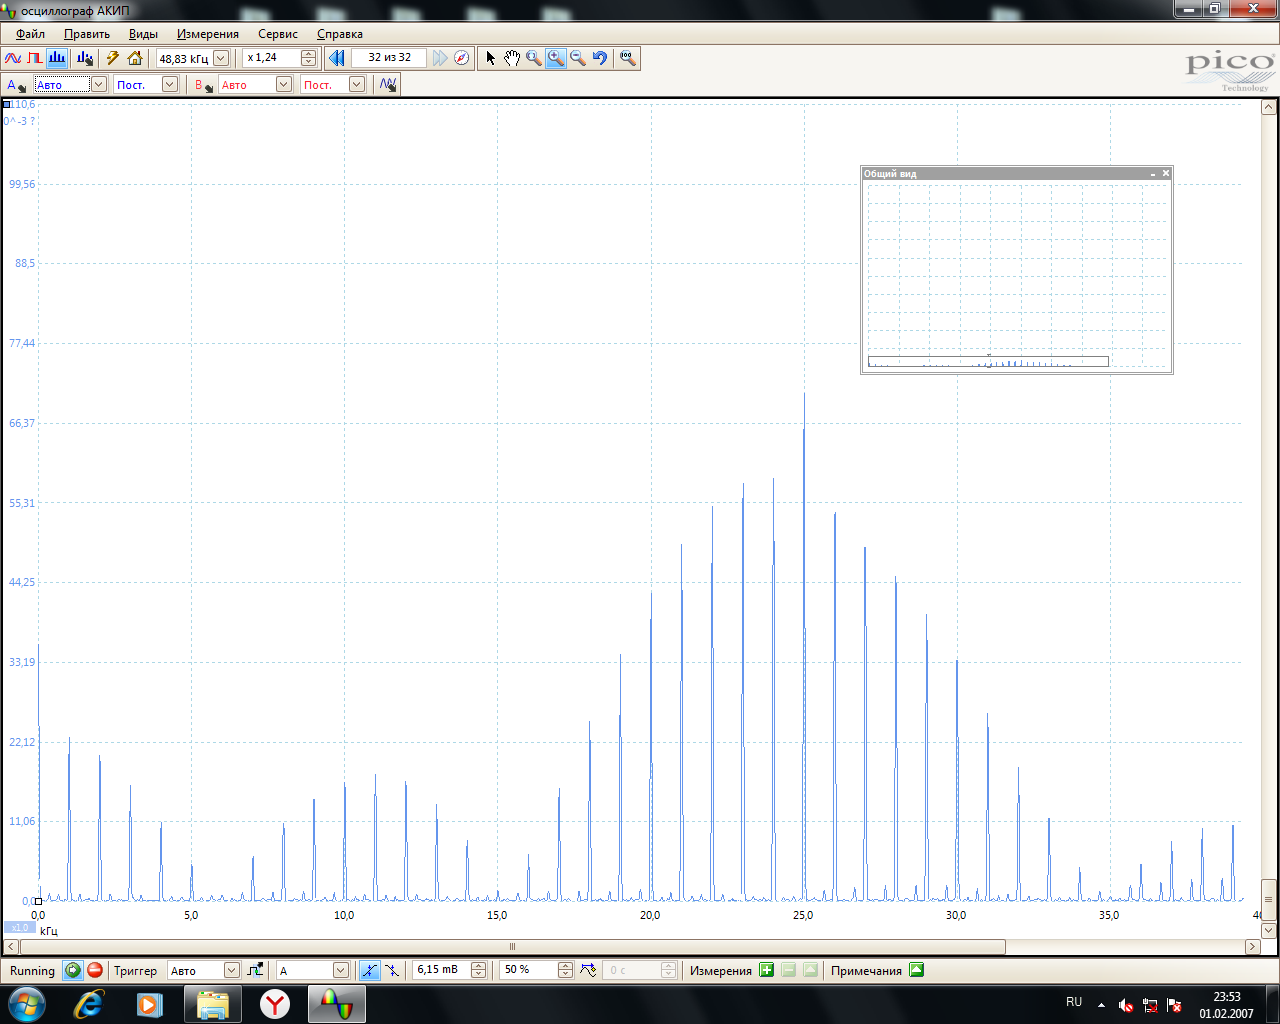 осциллограф АКИП
Файл Править Виды Измерения Сервис Справка
48,83 кГц x 1,24 32 из 32
pico
Technology
A Авто Пост. B Авто Пост.
110,6
0^-3 ?
Общий вид
99,56
88,5
77,44
66,37
55,31
44,25
33,19
22,12
11,06
0,0
0,0 5,0 10,0 15,0 20,0 25,0 30,0 35,0 40
x1,0
кГц
Running Триггер Авто A 6,15 mB 50 % 0 c Измерения Примечания
RU 23:53
01.02.2007